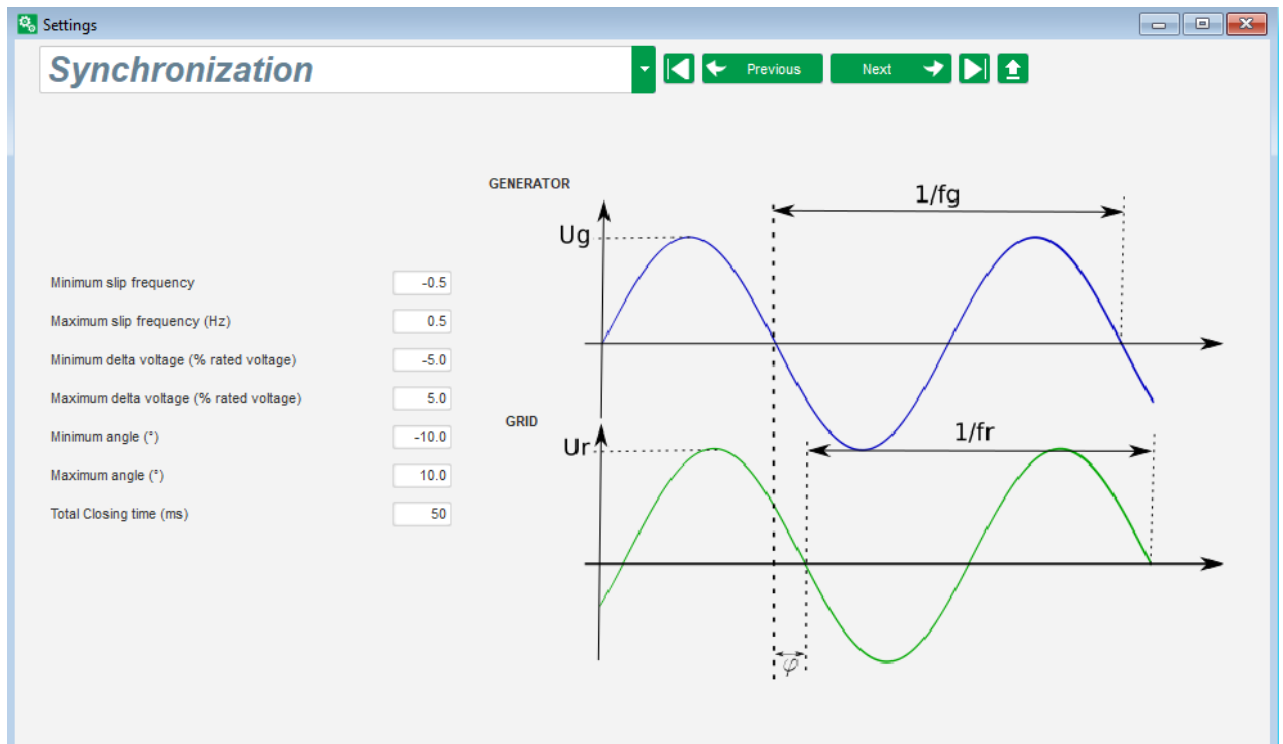 Settings
Synchronization
Previous
Next
GENERATOR
1/fg
Ug
Minimum slip frequency -0.5
Maximum slip frequency (Hz) 0.5
Minimum delta voltage (% rated voltage) -5.0
Maximum delta voltage (% rated voltage) 5.0
Minimum angle (°) -10.0
Maximum angle (°) 10.0
Total Closing time (ms) 50
GRID
1/fr
Ur
φ